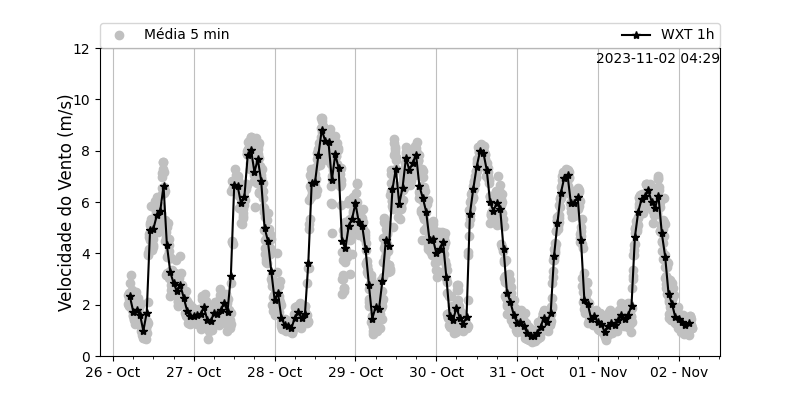 Média 5 min WXT 1h
2023-11-02 04:29
Velocidade do Vento (m/s)
12
10
8
6
4
2
0
26 - Oct 27 - Oct 28 - Oct 29 - Oct 30 - Oct 31 - Oct 01 - Nov 02 - Nov